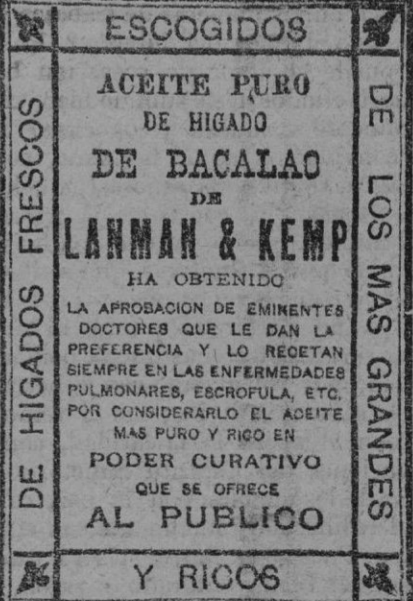 ESCOGIDOS
DE HIGADOS FRESCOS
ACEITE PURO
DE HIGADO
DE BACALAO
DE
LANMAN & KEMP
HA OBTENIDO
LA APROBACION DE EMINENTES
DOCTORES QUE LE DAN LA
PREFERENCIA Y LO RECETAN
SIEMPRE EN LAS ENFERMEDADES
PULMONARES, ESCROFULA, ETC.
POR CONSIDERARLO EL ACEITE
MAS PURO Y RICO EN
PODER CURATIVO
QUE SE OFRECE
AL PUBLICO
DE LOS MAS GRANDES
Y RICOS